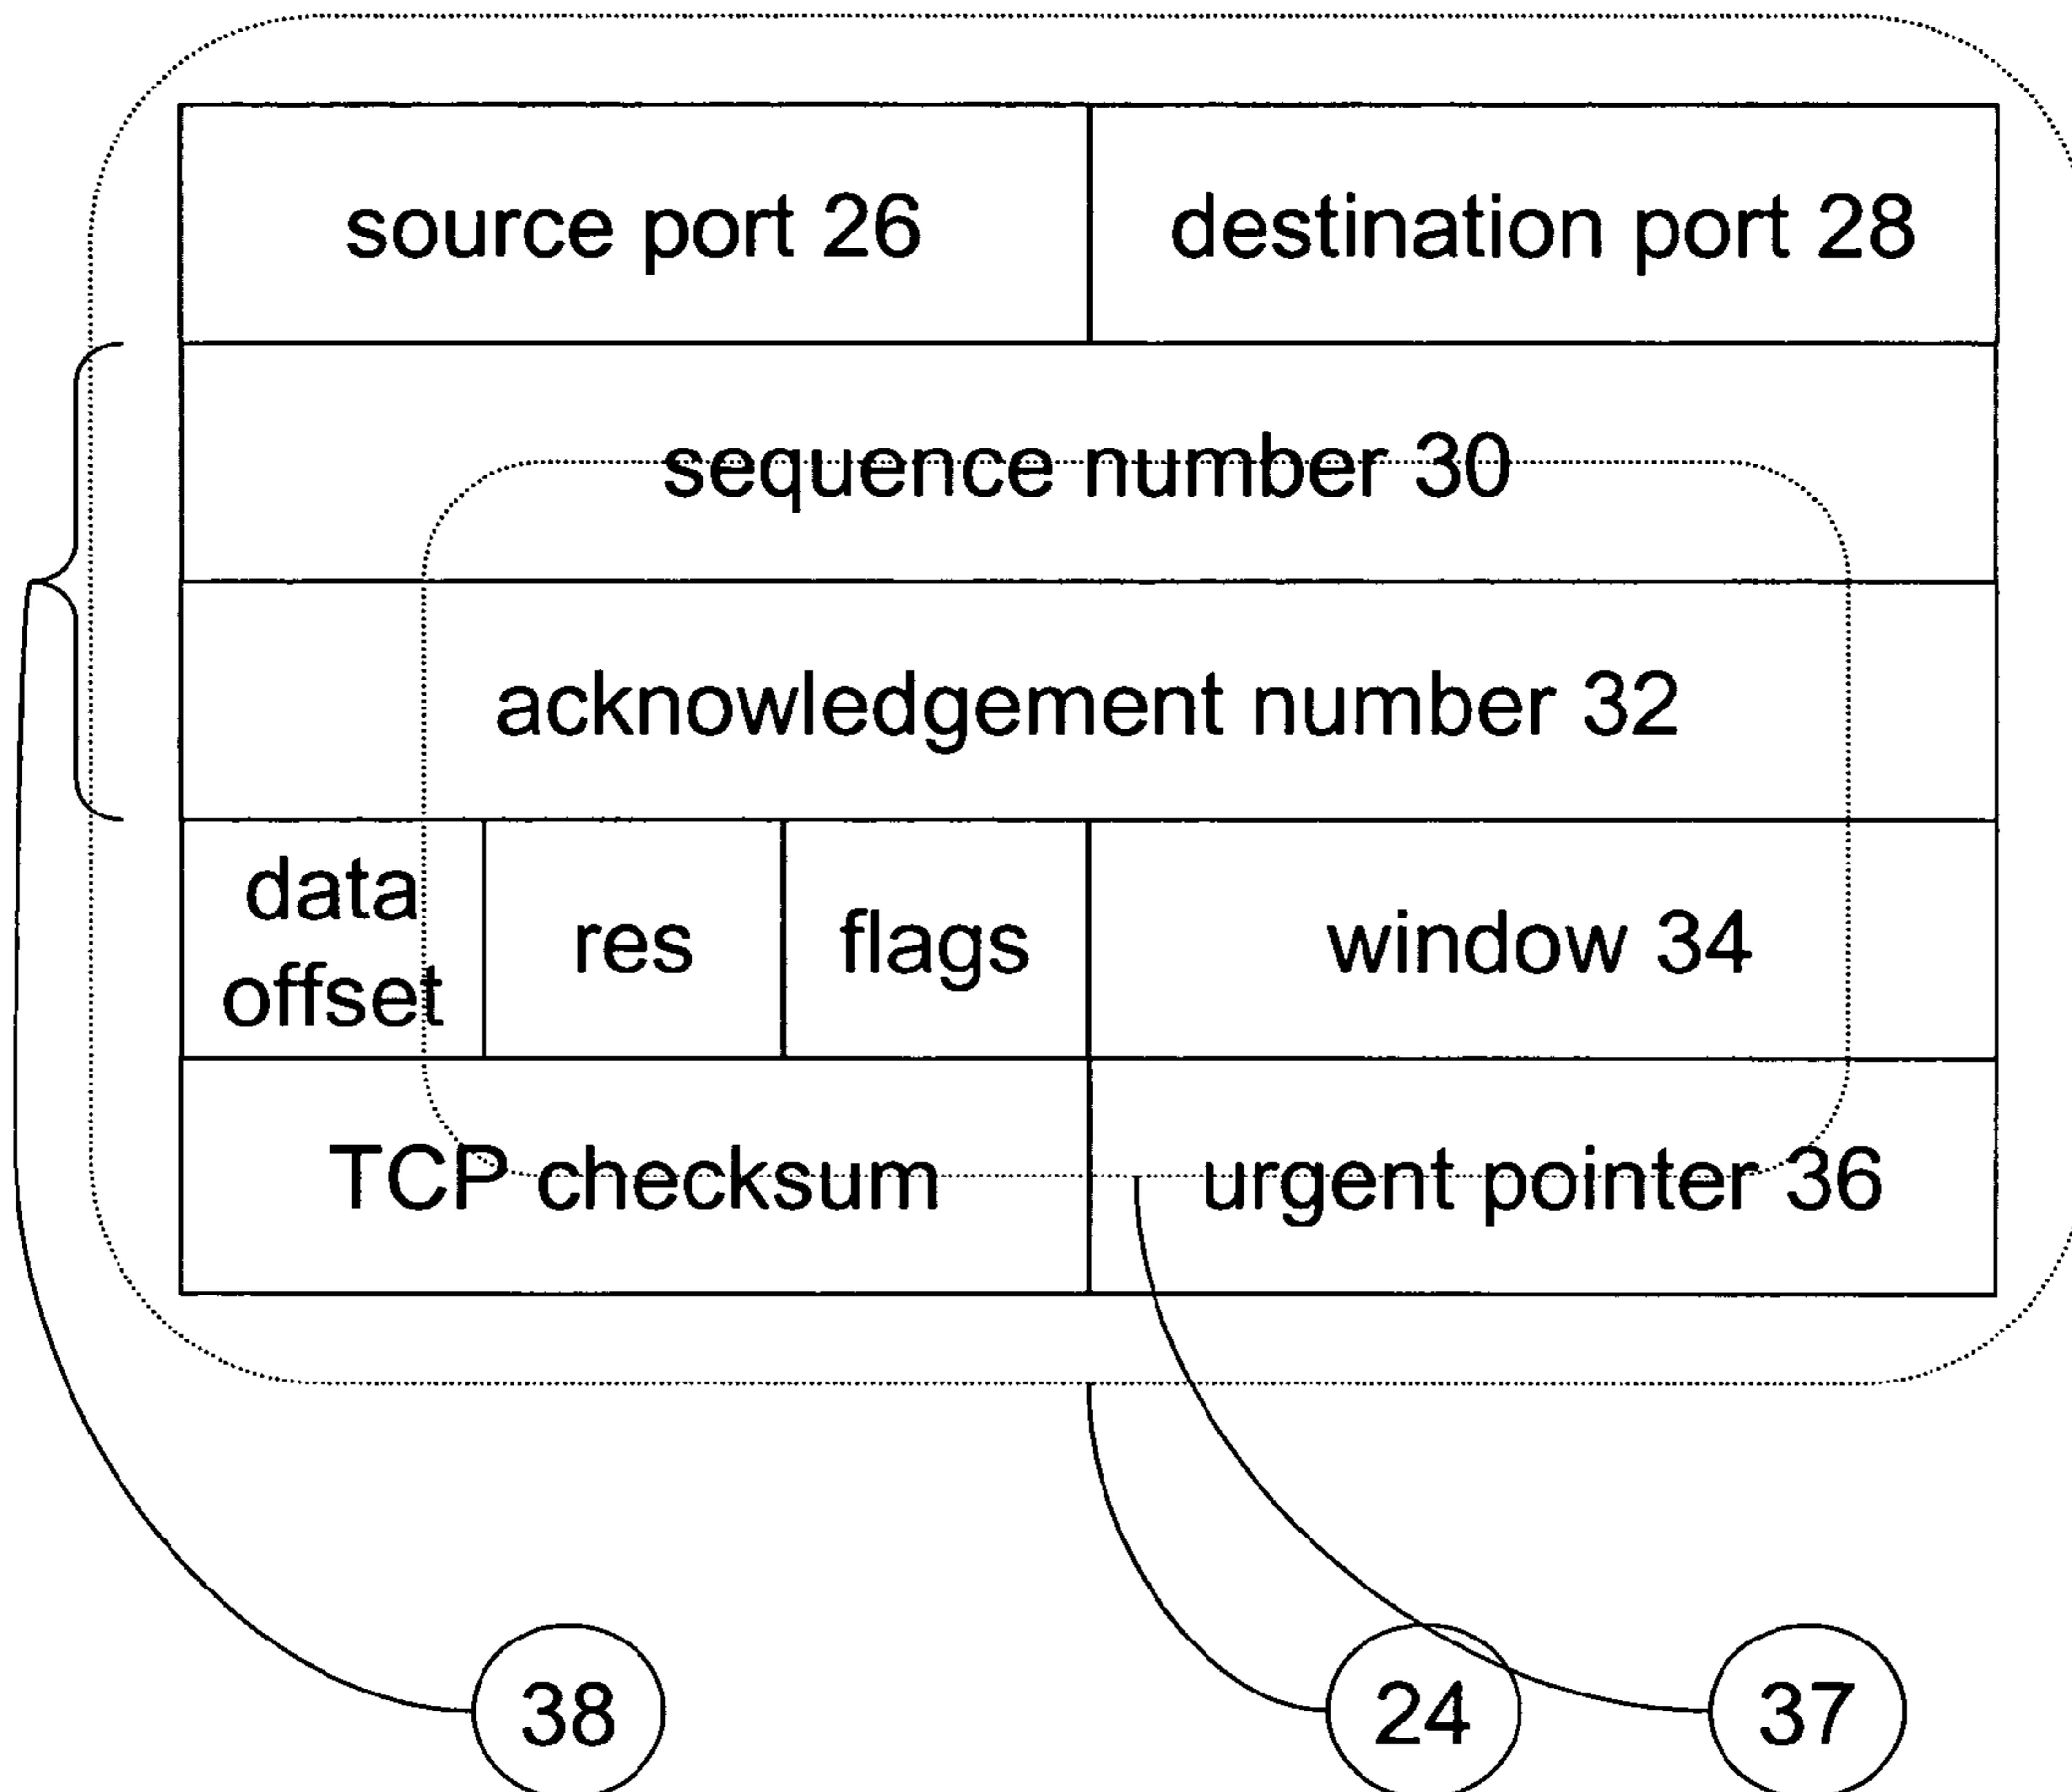 source port 26
destination port 28
sequence number 30
acknowledgement number 32
data
offset
res
flags
window 34
TCP checksum
urgent pointer 36
38
24
37